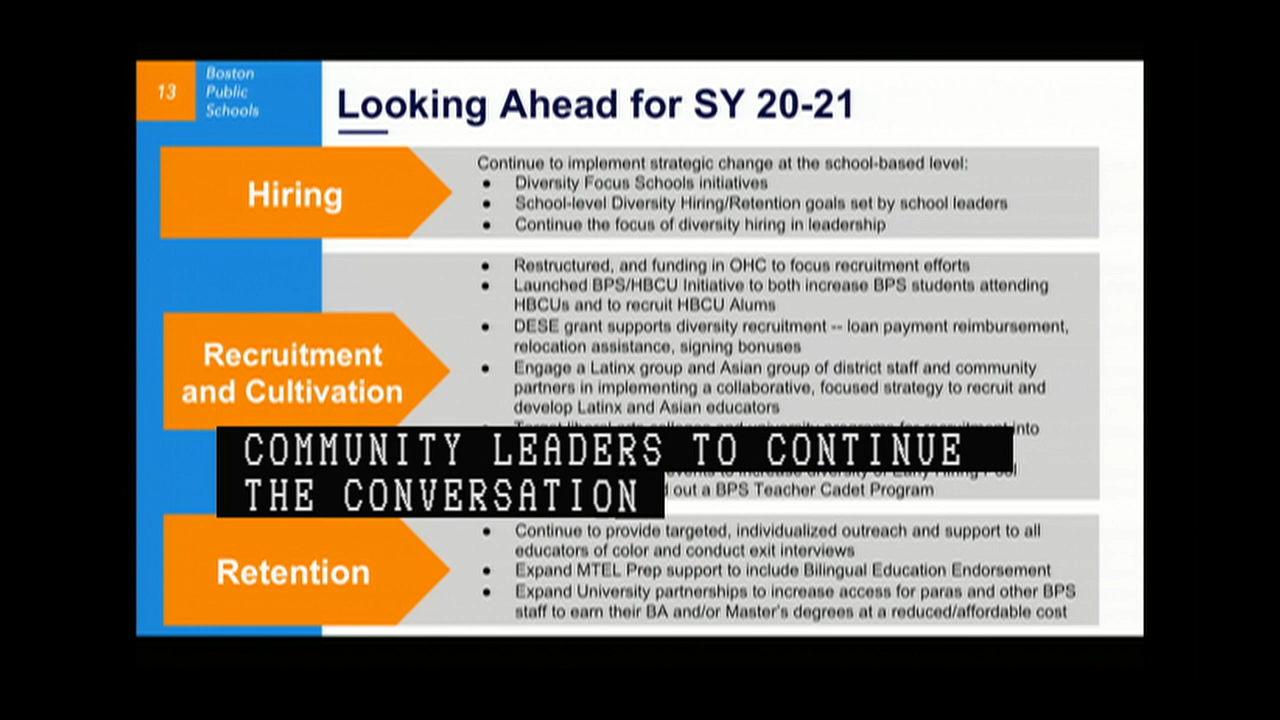 13
Boston
Public
Schools
Looking Ahead for SY 20-21
Hiring
Continue to implement strategic change at the school-based level:
● Diversity Focus Schools initiatives
● School-level Diversity Hiring/Retention goals set by school leaders
● Continue the focus of diversity hiring in leadership
Recruitment
and Cultivation
● Restructured, and funding in OHC to focus recruitment efforts
● Launched BPS/HBCU Initiative to both increase BPS students attending
HBCUs and to recruit HBCU Alums
● DESE grant supports diversity recruitment -- loan payment reimbursement,
relocation assistance, signing bonuses
● Engage a Latinx group and Asian group of district staff and community
partners in implementing a collaborative, focused strategy to recruit and
develop Latinx and Asian educators
into
out a BPS Teacher Cadet Program
COMMUNITY LEADERS TO CONTINUE
THE CONVERSATION
Retention
● Continue to provide targeted, individualized outreach and support to all
educators of color and conduct exit interviews
● Expand MTEL Prep support to include Bilingual Education Endorsement
● Expand University partnerships to increase access for paras and other BPS
staff to earn their BA and/or Master's degrees at a reduced/affordable cost